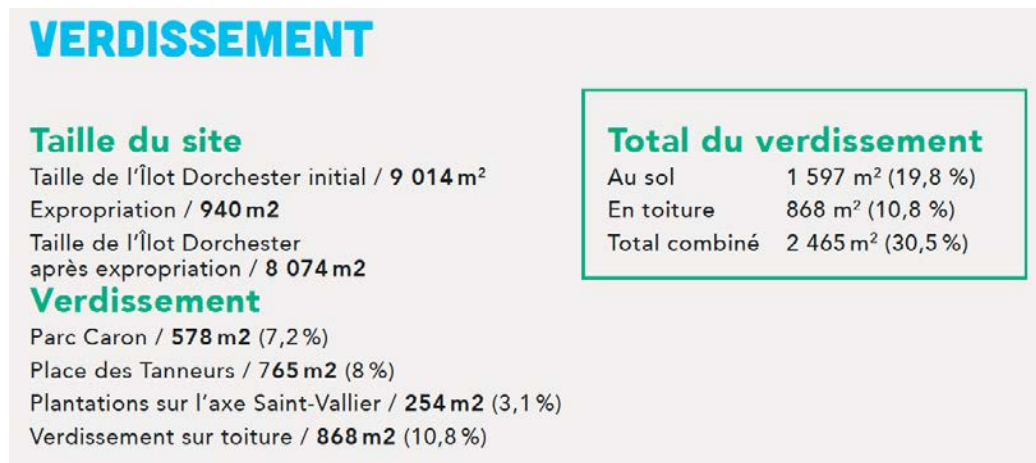 VERDISSEMENT
Taille du site
Taille de l'Îlot Dorchester initial / 9 014 m²
Expropriation / 940 m2
Taille de l'Îlot Dorchester
après expropriation / 8 074 m2
Verdissement
Parc Caron / 578 m2 (7,2 %)
Place des Tanneurs / 765 m2 (8 %)
Plantations sur l'axe Saint-Vallier / 254 m2 (3,1 %)
Verdissement sur toiture / 868 m2 (10,8 %)
Total du verdissement
Au sol 1 597 m² (19,8 %)
En toiture 868 m² (10,8 %)
Total combiné 2 465 m² (30,5 %)